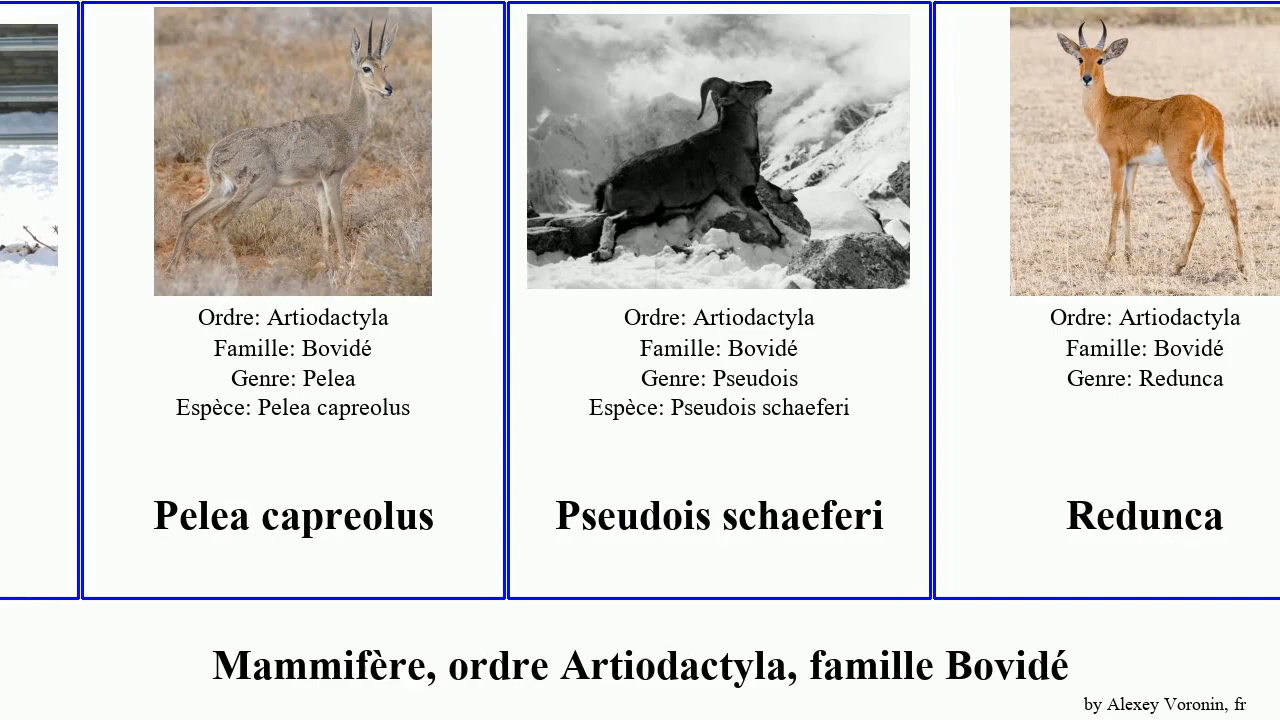 Ordre: Artiodactyla
Famille: Bovidé
Genre: Pelea
Espèce: Pelea capreolus
Pelea capreolus
Ordre: Artiodactyla
Famille: Bovidé
Genre: Pseudois
Espèce: Pseudois schaeferi
Pseudois schaeferi
Ordre: Artiodactyla
Famille: Bovidé
Genre: Redunca
Redunca
Mammifère, ordre Artiodactyla, famille Bovidé
by Alexey Voronin, fr